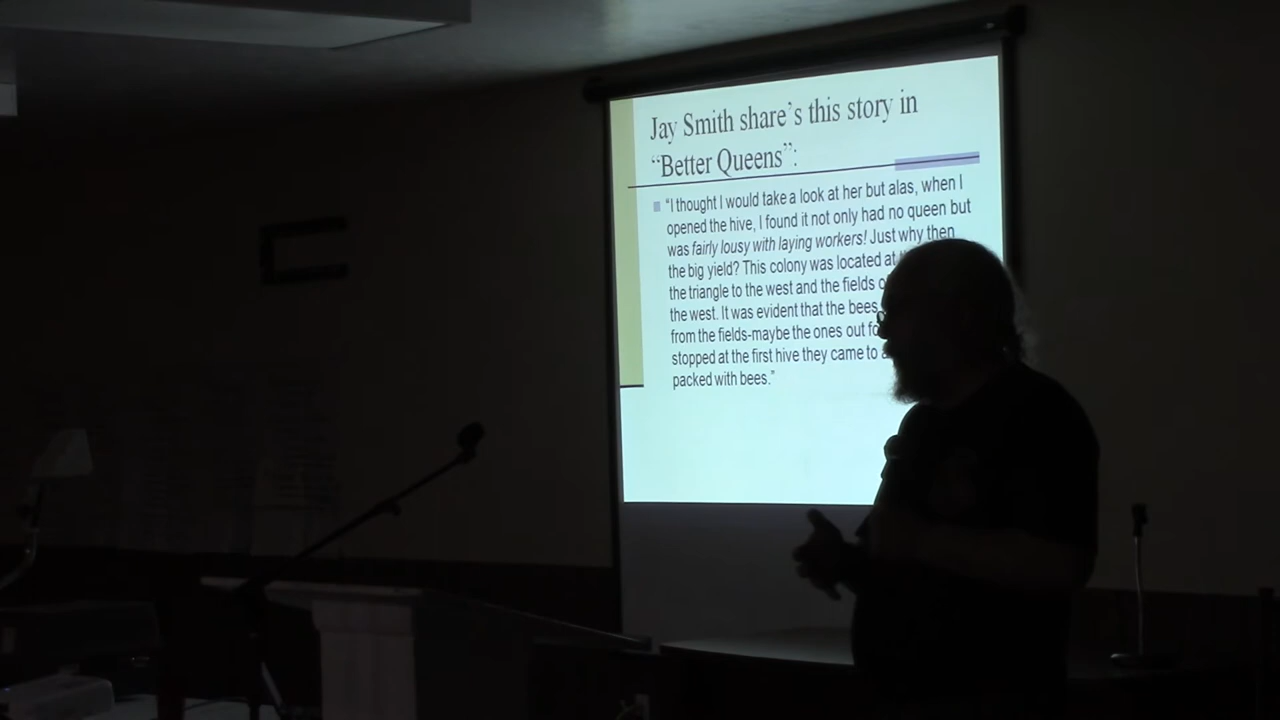 Jay Smith share's this story in
“Better Queens”:
“I thought I would take a look at her but alas, when I
opened the hive, I found it not only had no queen but
was fairly lousy with laying workers! Just why then
the big yield? This colony was located at
the triangle to the west and the fields
the west. It was evident that the bees
from the fields-maybe the ones out
stopped at the first hive they came to
packed with bees.”